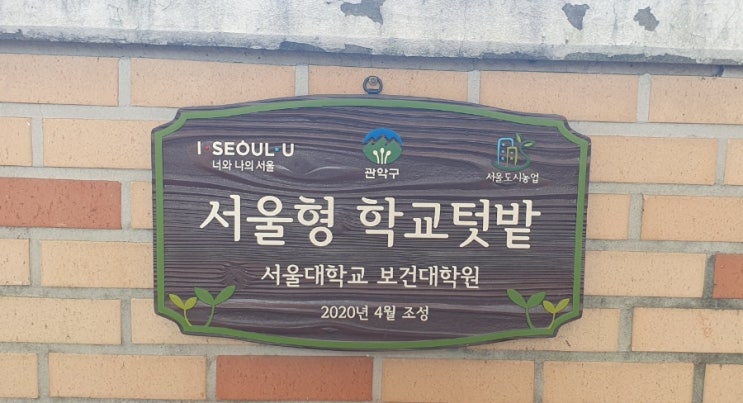 I·SEOUL·U
너와 나의 서울
관악구
서울도시농업
서울형 학교텃밭
서울대학교 보건대학원
2020년 4월 조성